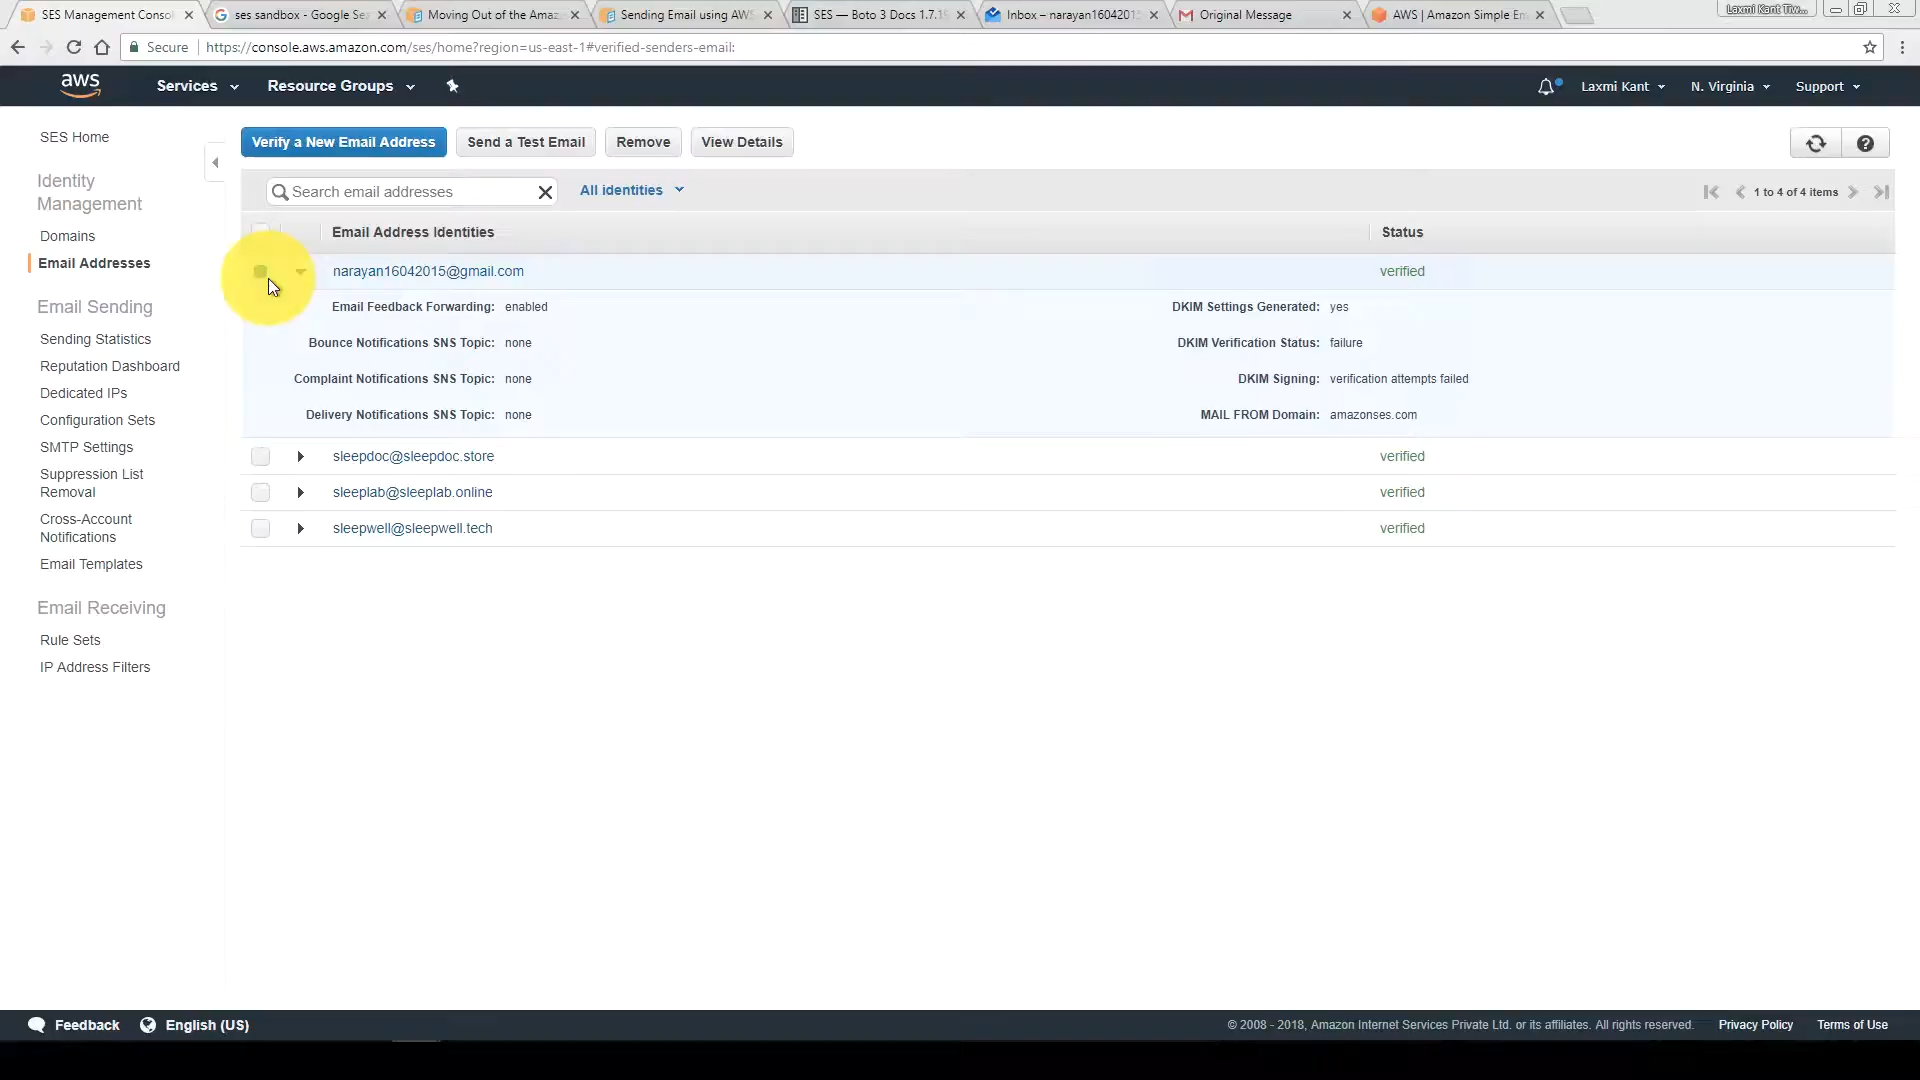 SES Management Conso
ses sandbox - Google Se
Moving Out of the Amaz
Sending Email using AWS
SES — Boto 3 Docs 1.7.1
Inbox – narayan1604201
Original Message
AWS | Amazon Simple Em
Laxmi Kant Tiw...
Secure
https://console.aws.amazon.com/ses/home?region=us-east-1#verified-senders-email:
aws
Services
Resource Groups
Laxmi Kant
N. Virginia
Support
SES Home
Identity
Management
Domains
Email Addresses
Email Sending
Sending Statistics
Reputation Dashboard
Dedicated IPs
Configuration Sets
SMTP Settings
Suppression List
Removal
Cross-Account
Notifications
Email Templates
Email Receiving
Rule Sets
IP Address Filters
Verify a New Email Address
Send a Test Email
Remove
View Details
Search email addresses
All identities
1 to 4 of 4 items
Email Address Identities
Status
narayan16042015@gmail.com
verified
Email Feedback Forwarding: enabled
DKIM Settings Generated: yes
Bounce Notifications SNS Topic: none
DKIM Verification Status: failure
Complaint Notifications SNS Topic: none
DKIM Signing: verification attempts failed
Delivery Notifications SNS Topic: none
MAIL FROM Domain: amazonses.com
sleepdoc@sleepdoc.store
verified
sleeplab@sleeplab.online
verified
sleepwell@sleepwell.tech
verified
Feedback
English (US)
© 2008 - 2018, Amazon Internet Services Private Ltd. or its affiliates. All rights reserved.
Privacy Policy
Terms of Use